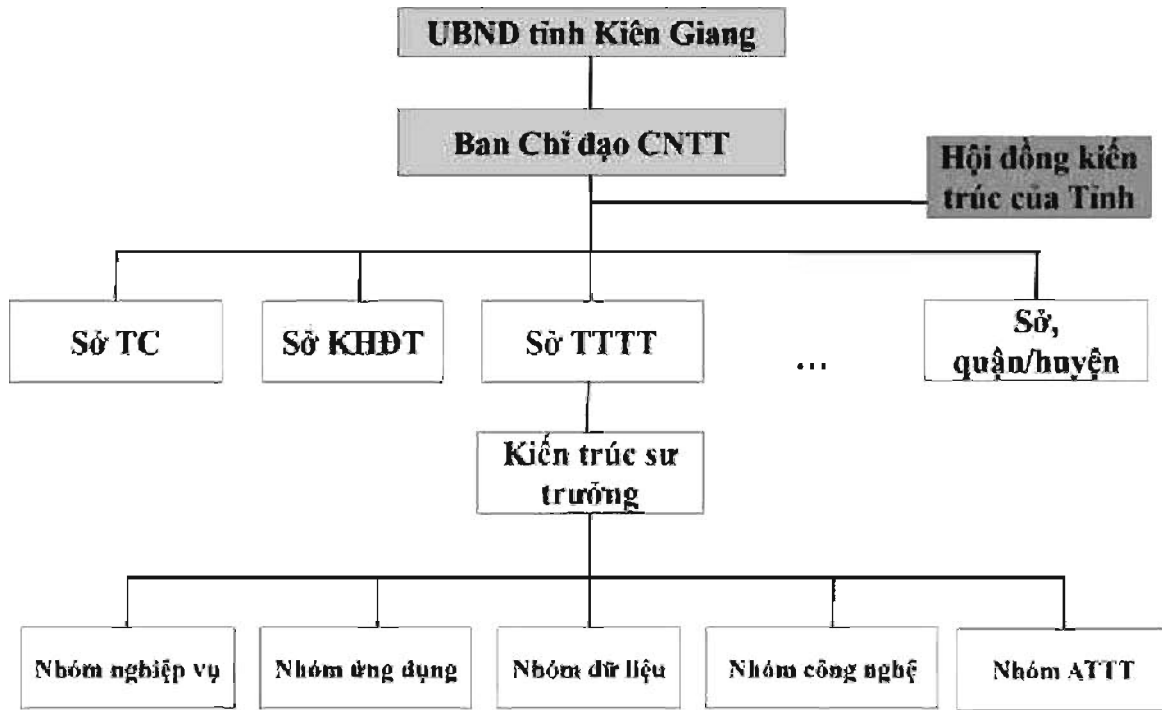 UBND tỉnh Kiên Giang
Ban Chỉ đạo CNTT
Hội đồng kiến
trúc của Tỉnh
Sở TC
Sở KHĐT
Sở TTTT
...
Sở,
quận/huyện
Kiến trúc sư
trưởng
Nhóm nghiệp vụ
Nhóm ứng dụng
Nhóm dữ liệu
Nhóm công nghệ
Nhóm ATTT